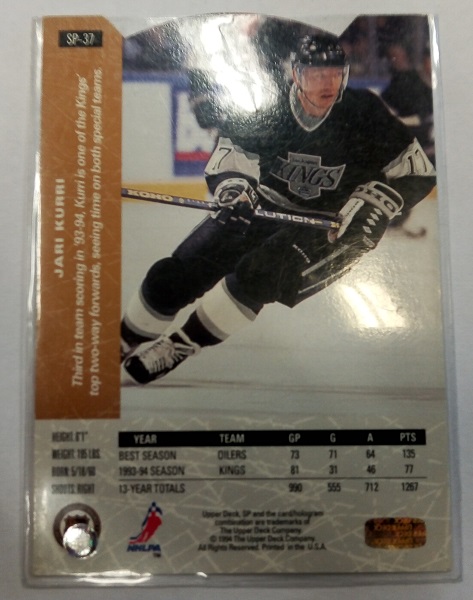 SP-37
JARI KURRI
Third in team scoring in '93-94, Kurri is one of the Kings'
top two-way forwards, seeing time on both special teams.
17
KINGS
17
KOHO
LUTION
HEIGHT: 6'1"
WEIGHT: 195 LBS.
BORN: 5/18/60
SHOOTS: RIGHT
YEAR TEAM GP G A PTS
BEST SEASON OILERS 73 71 64 135
1993-94 SEASON KINGS 81 31 46 77
13-YEAR TOTALS 990 555 712 1267
NHLPA
TM
Upper Deck, SP and the card/hologram
combination are trademarks of
The Upper Deck Company.
© 1994 The Upper Deck Company.
All Rights Reserved. Printed in the U.S.A.